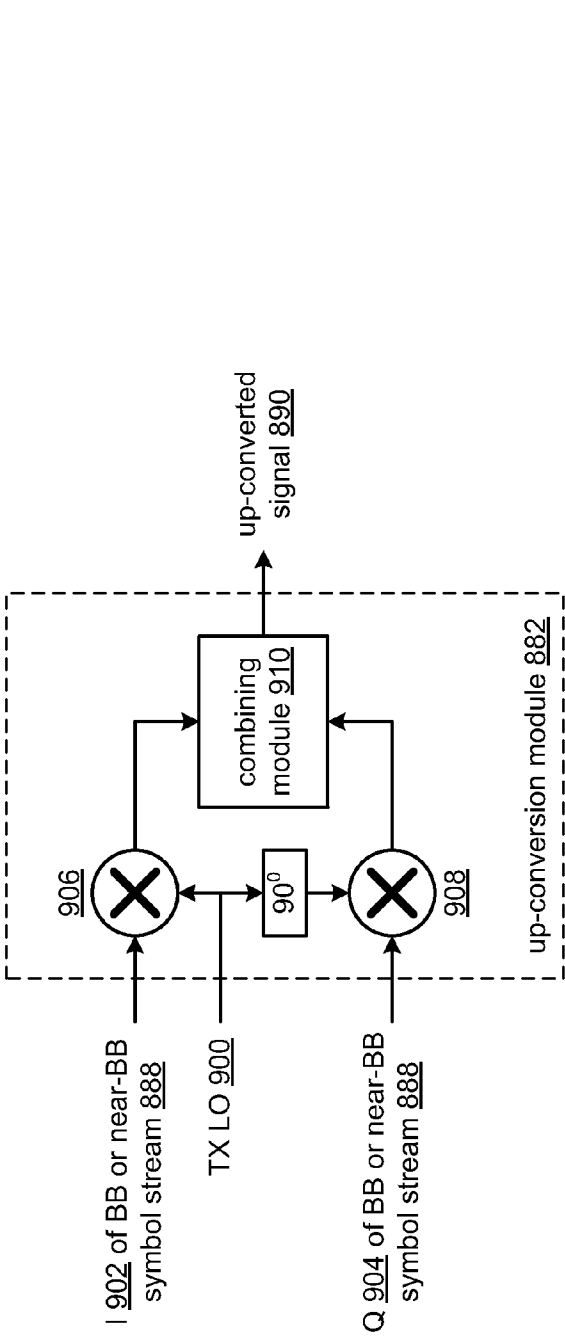 I 902 of BB or near-BB
symbol stream 888
TX LO 900
Q 904 of BB or near-BB
symbol stream 888
906
90⁰
908
combining
module 910
up-conversion module 882
up-converted
signal 890